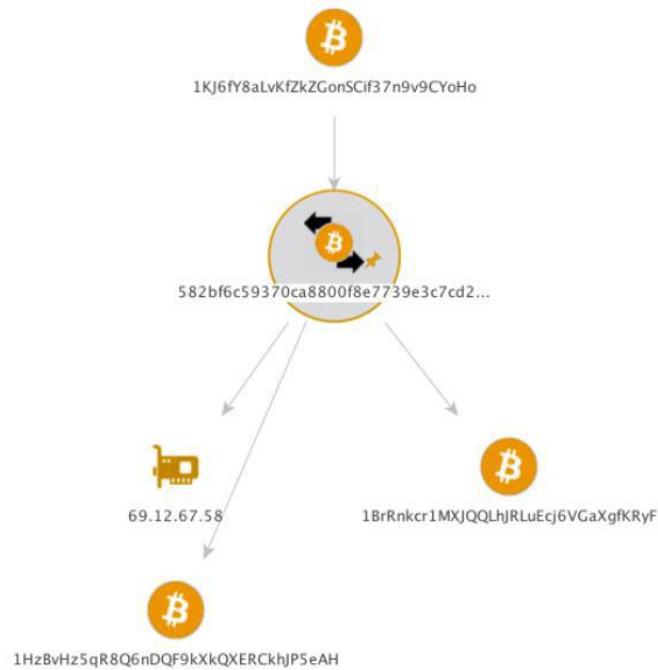 1KJ6fY8aLvKfZkZGonSCif37n9v9CYoHo
582bf6c59370ca8800f8e7739e3c7cd2...
69.12.67.58
1BrRnkcr1MXJQQLhJRLuEcj6VGaXgfKRyF
1HzBvHz5qR8Q6nDQF9kXkQXERCkhJP5eAH